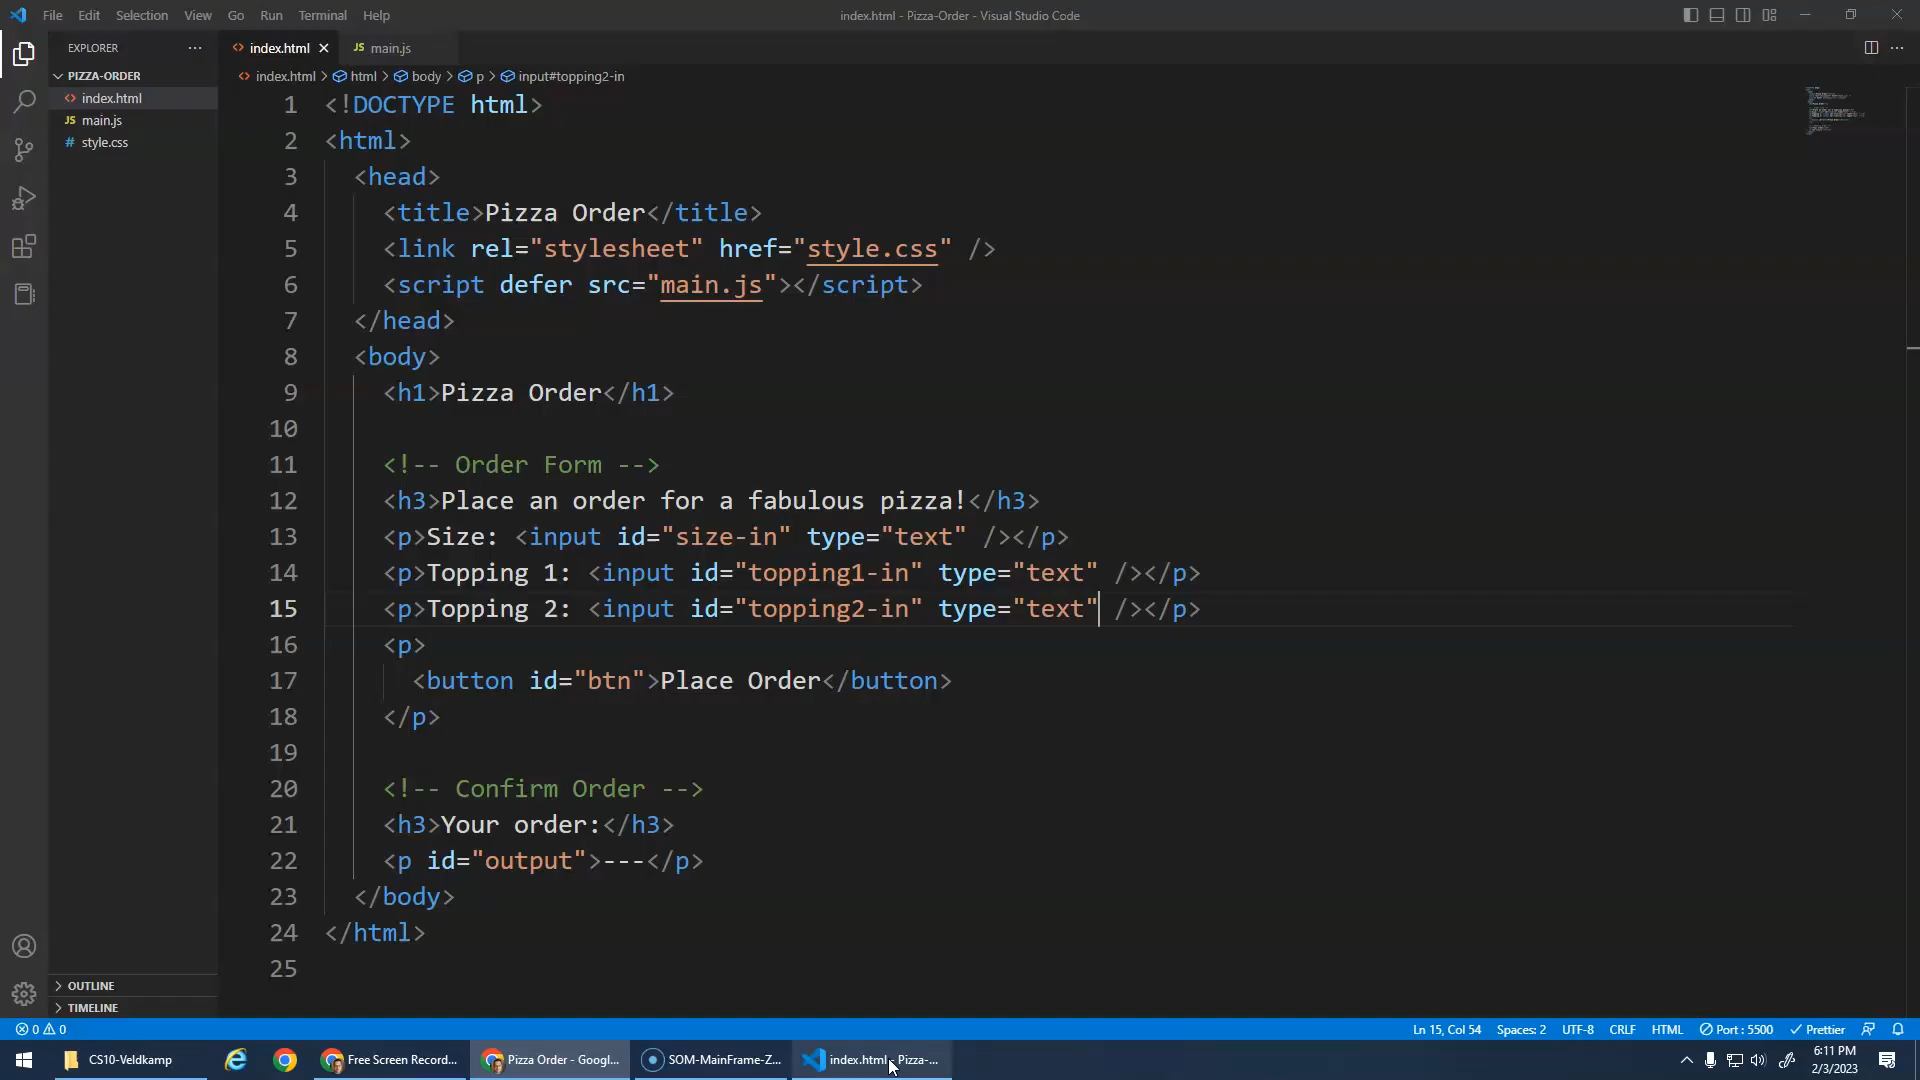 File Edit Selection View Go Run Terminal Help
index.html - Pizza-Order - Visual Studio Code
EXPLORER
PIZZA-ORDER
index.html
main.js
style.css
OUTLINE
TIMELINE
index.html
JS main.js
index.html > html > body > p > input#topping2-in
1 <!DOCTYPE html>
2 <html>
3 <head>
4 <title>Pizza Order</title>
5 <link rel="stylesheet" href="style.css" />
6 <script defer src="main.js"></script>
7 </head>
8 <body>
9 <h1>Pizza Order</h1>
10
11 <!-- Order Form -->
12 <h3>Place an order for a fabulous pizza!</h3>
13 <p>Size: <input id="size-in" type="text" /></p>
14 <p>Topping 1: <input id="topping1-in" type="text" /></p>
15 <p>Topping 2: <input id="topping2-in" type="text" /></p>
16 <p>
17 <button id="btn">Place Order</button>
18 </p>
19
20 <!-- Confirm Order -->
21 <h3>Your order:</h3>
22 <p id="output">---</p>
23 </body>
24 </html>
25
0 0
Ln 15, Col 54 Spaces: 2 UTF-8 CRLF HTML Port : 5500 Prettier
CS10-Veldkamp
Free Screen Record...
Pizza Order - Googl...
SOM-MainFrame-Z...
index.html - Pizza-...
6:11 PM
2/3/2023